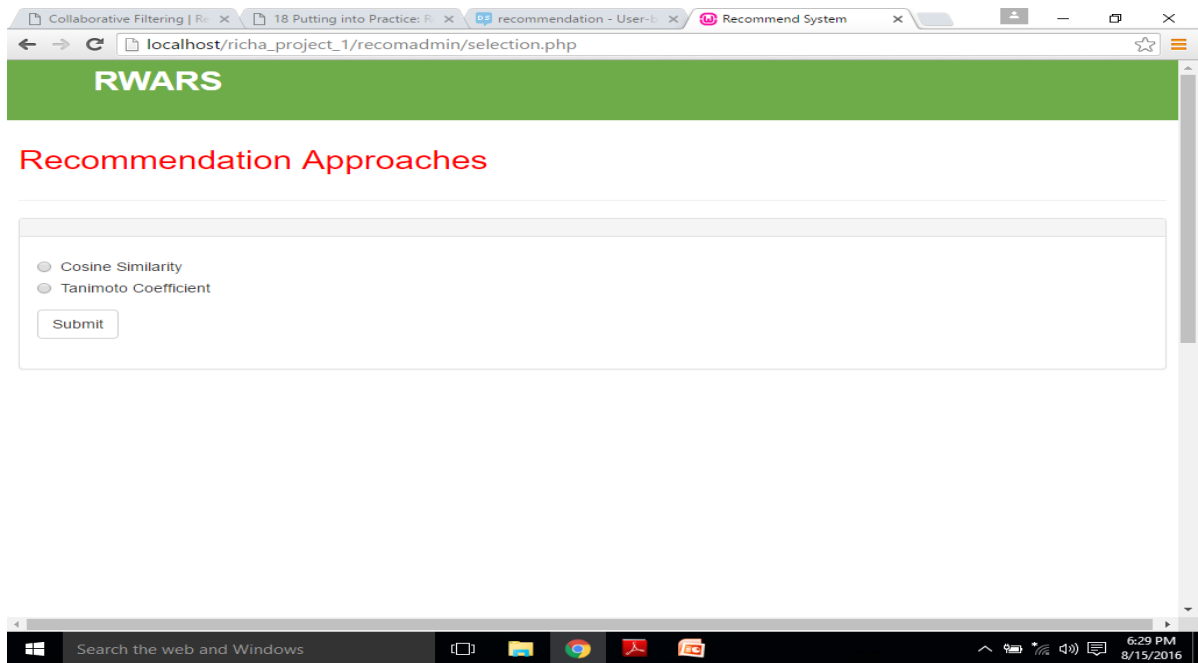 Collaborative Filtering | Re
18 Putting into Practice: R
recommendation - User-b
Recommend System
localhost/richa_project_1/recomadmin/selection.php
RWARS
Recommendation Approaches
Cosine Similarity
Tanimoto Coefficient
Submit
Search the web and Windows
6:29 PM
8/15/2016